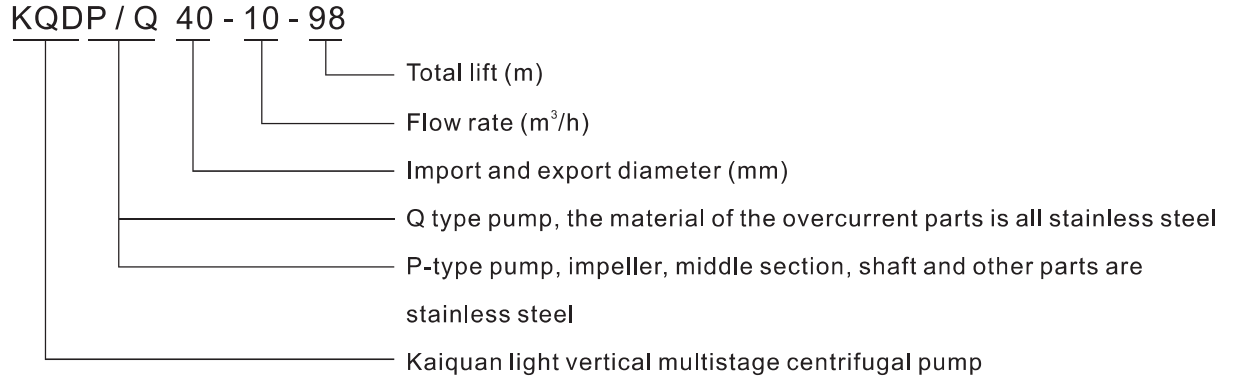 KQDP / Q 40 - 10 - 98
Total lift (m)
Flow rate (m³/h)
Import and export diameter (mm)
Q type pump, the material of the overcurrent parts is all stainless steel
P-type pump, impeller, middle section, shaft and other parts are
stainless steel
Kaiquan light vertical multistage centrifugal pump